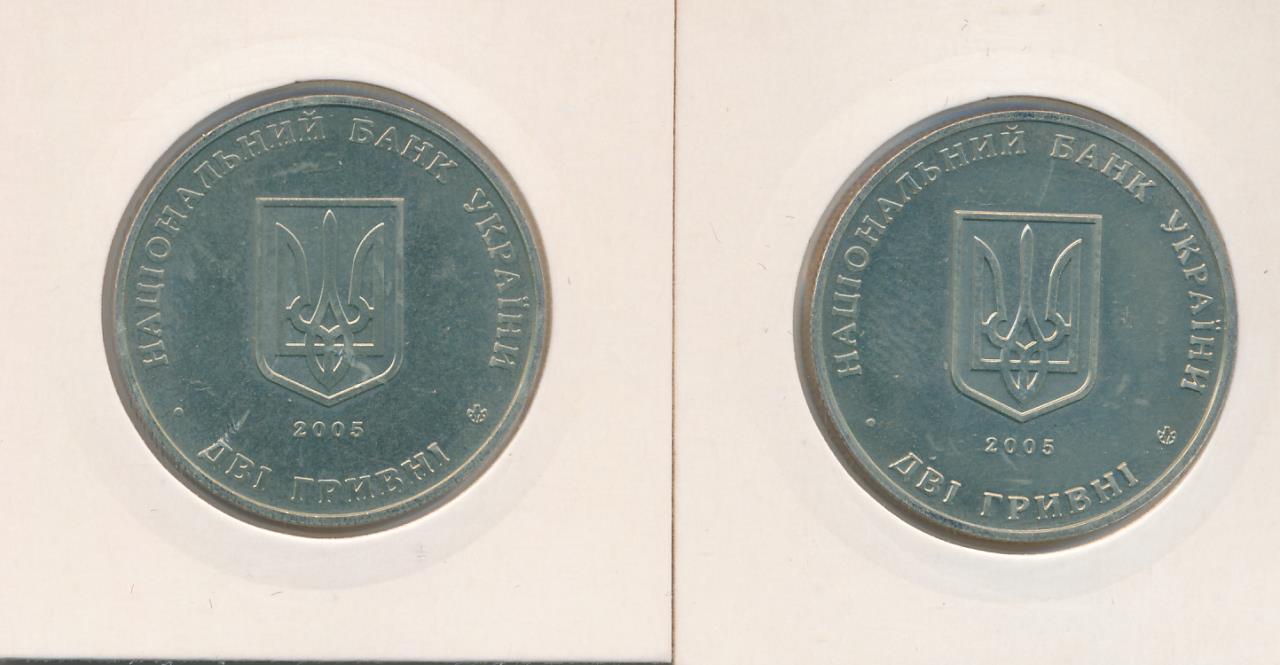 НАЦІОНАЛЬНИЙ БАНК УКРАЇНИ
2005
ДВІ ГРИВНІ
НАЦІОНАЛЬНИЙ БАНК УКРАЇНИ
2005
ДВІ ГРИВНІ